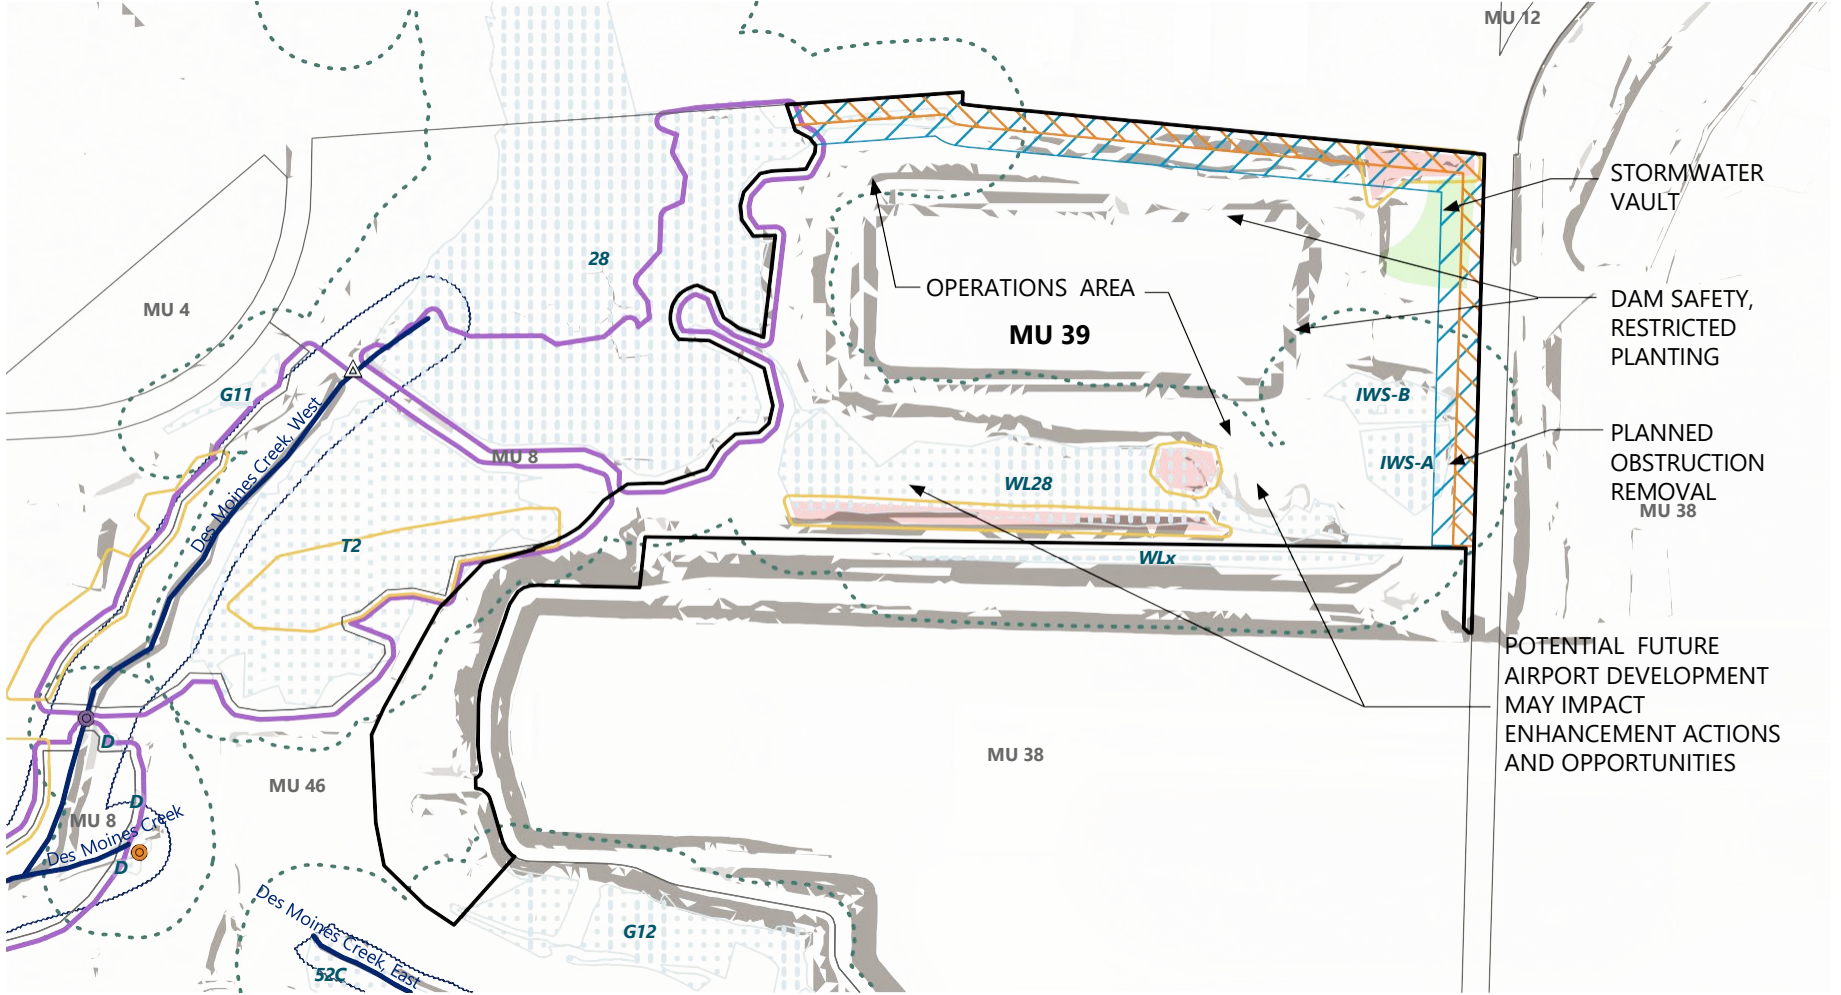 MU 12
STORMWATER
VAULT
28
OPERATIONS AREA
MU 39
DAM SAFETY,
RESTRICTED
PLANTING
MU 4
G11
Des Moines Creek, West
IWS-B
MU 8
PLANNED
OBSTRUCTION
REMOVAL
IWS-A
WL28
MU 38
T2
WLx
POTENTIAL FUTURE
AIRPORT DEVELOPMENT
MAY IMPACT
ENHANCEMENT ACTIONS
AND OPPORTUNITIES
D
MU 38
MU 46
D
MU 8
Des Moines Creek
D
Des Moines Creek, East
G12
52C